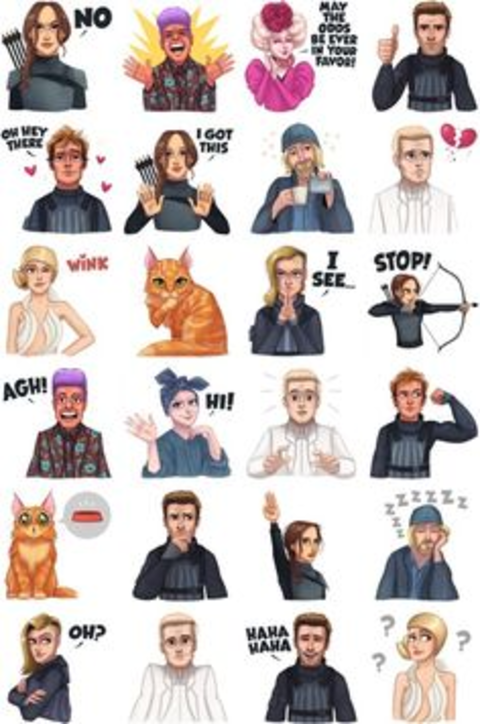 NO
MAY
THE
ODDS
BE EVER
IN YOUR
FAVOR!
OH HEY
THERE
I GOT
THIS
WINK
I
SEE...
STOP!
AGH!
HI!
ZZZZZZZZ
OH?
HAHA
HAHA
?
?
?